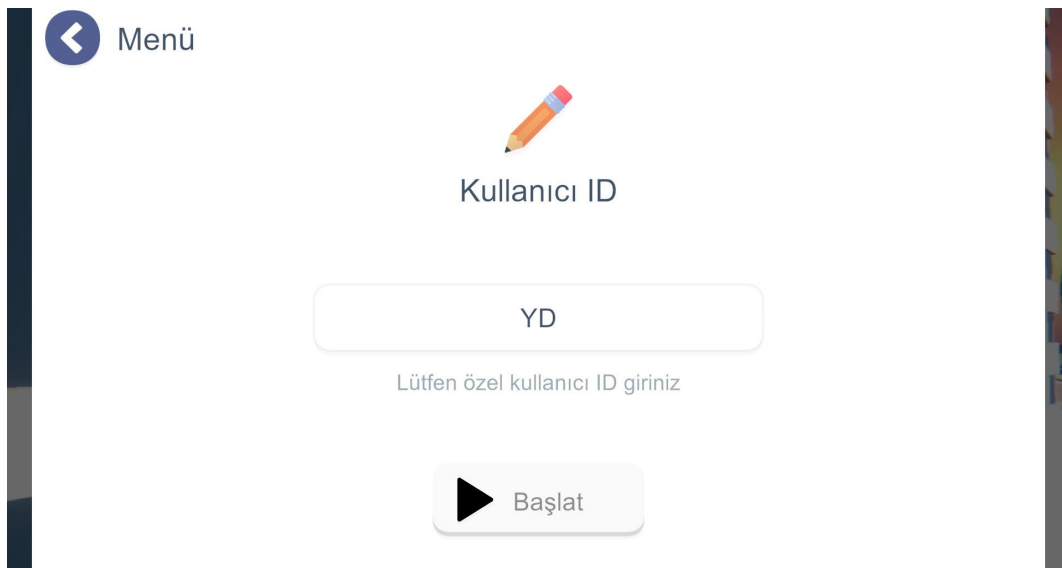 Menü
Kullanıcı ID
YD
Lütfen özel kullanıcı ID giriniz
Başlat